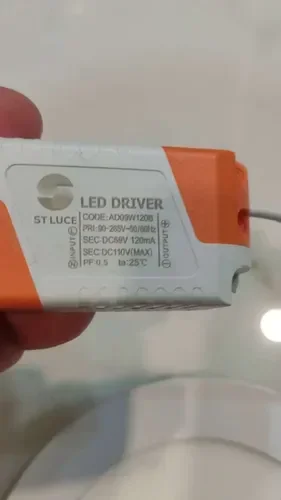 ST LUCE
LED DRIVER
CODE: AD09W120B
PRI: 90-265V~50/60Hz
SEC:DC68V 120mA
SEC:DC110V(MAX)
PF:0.5 ta:25℃
INPUT
OUTPUT